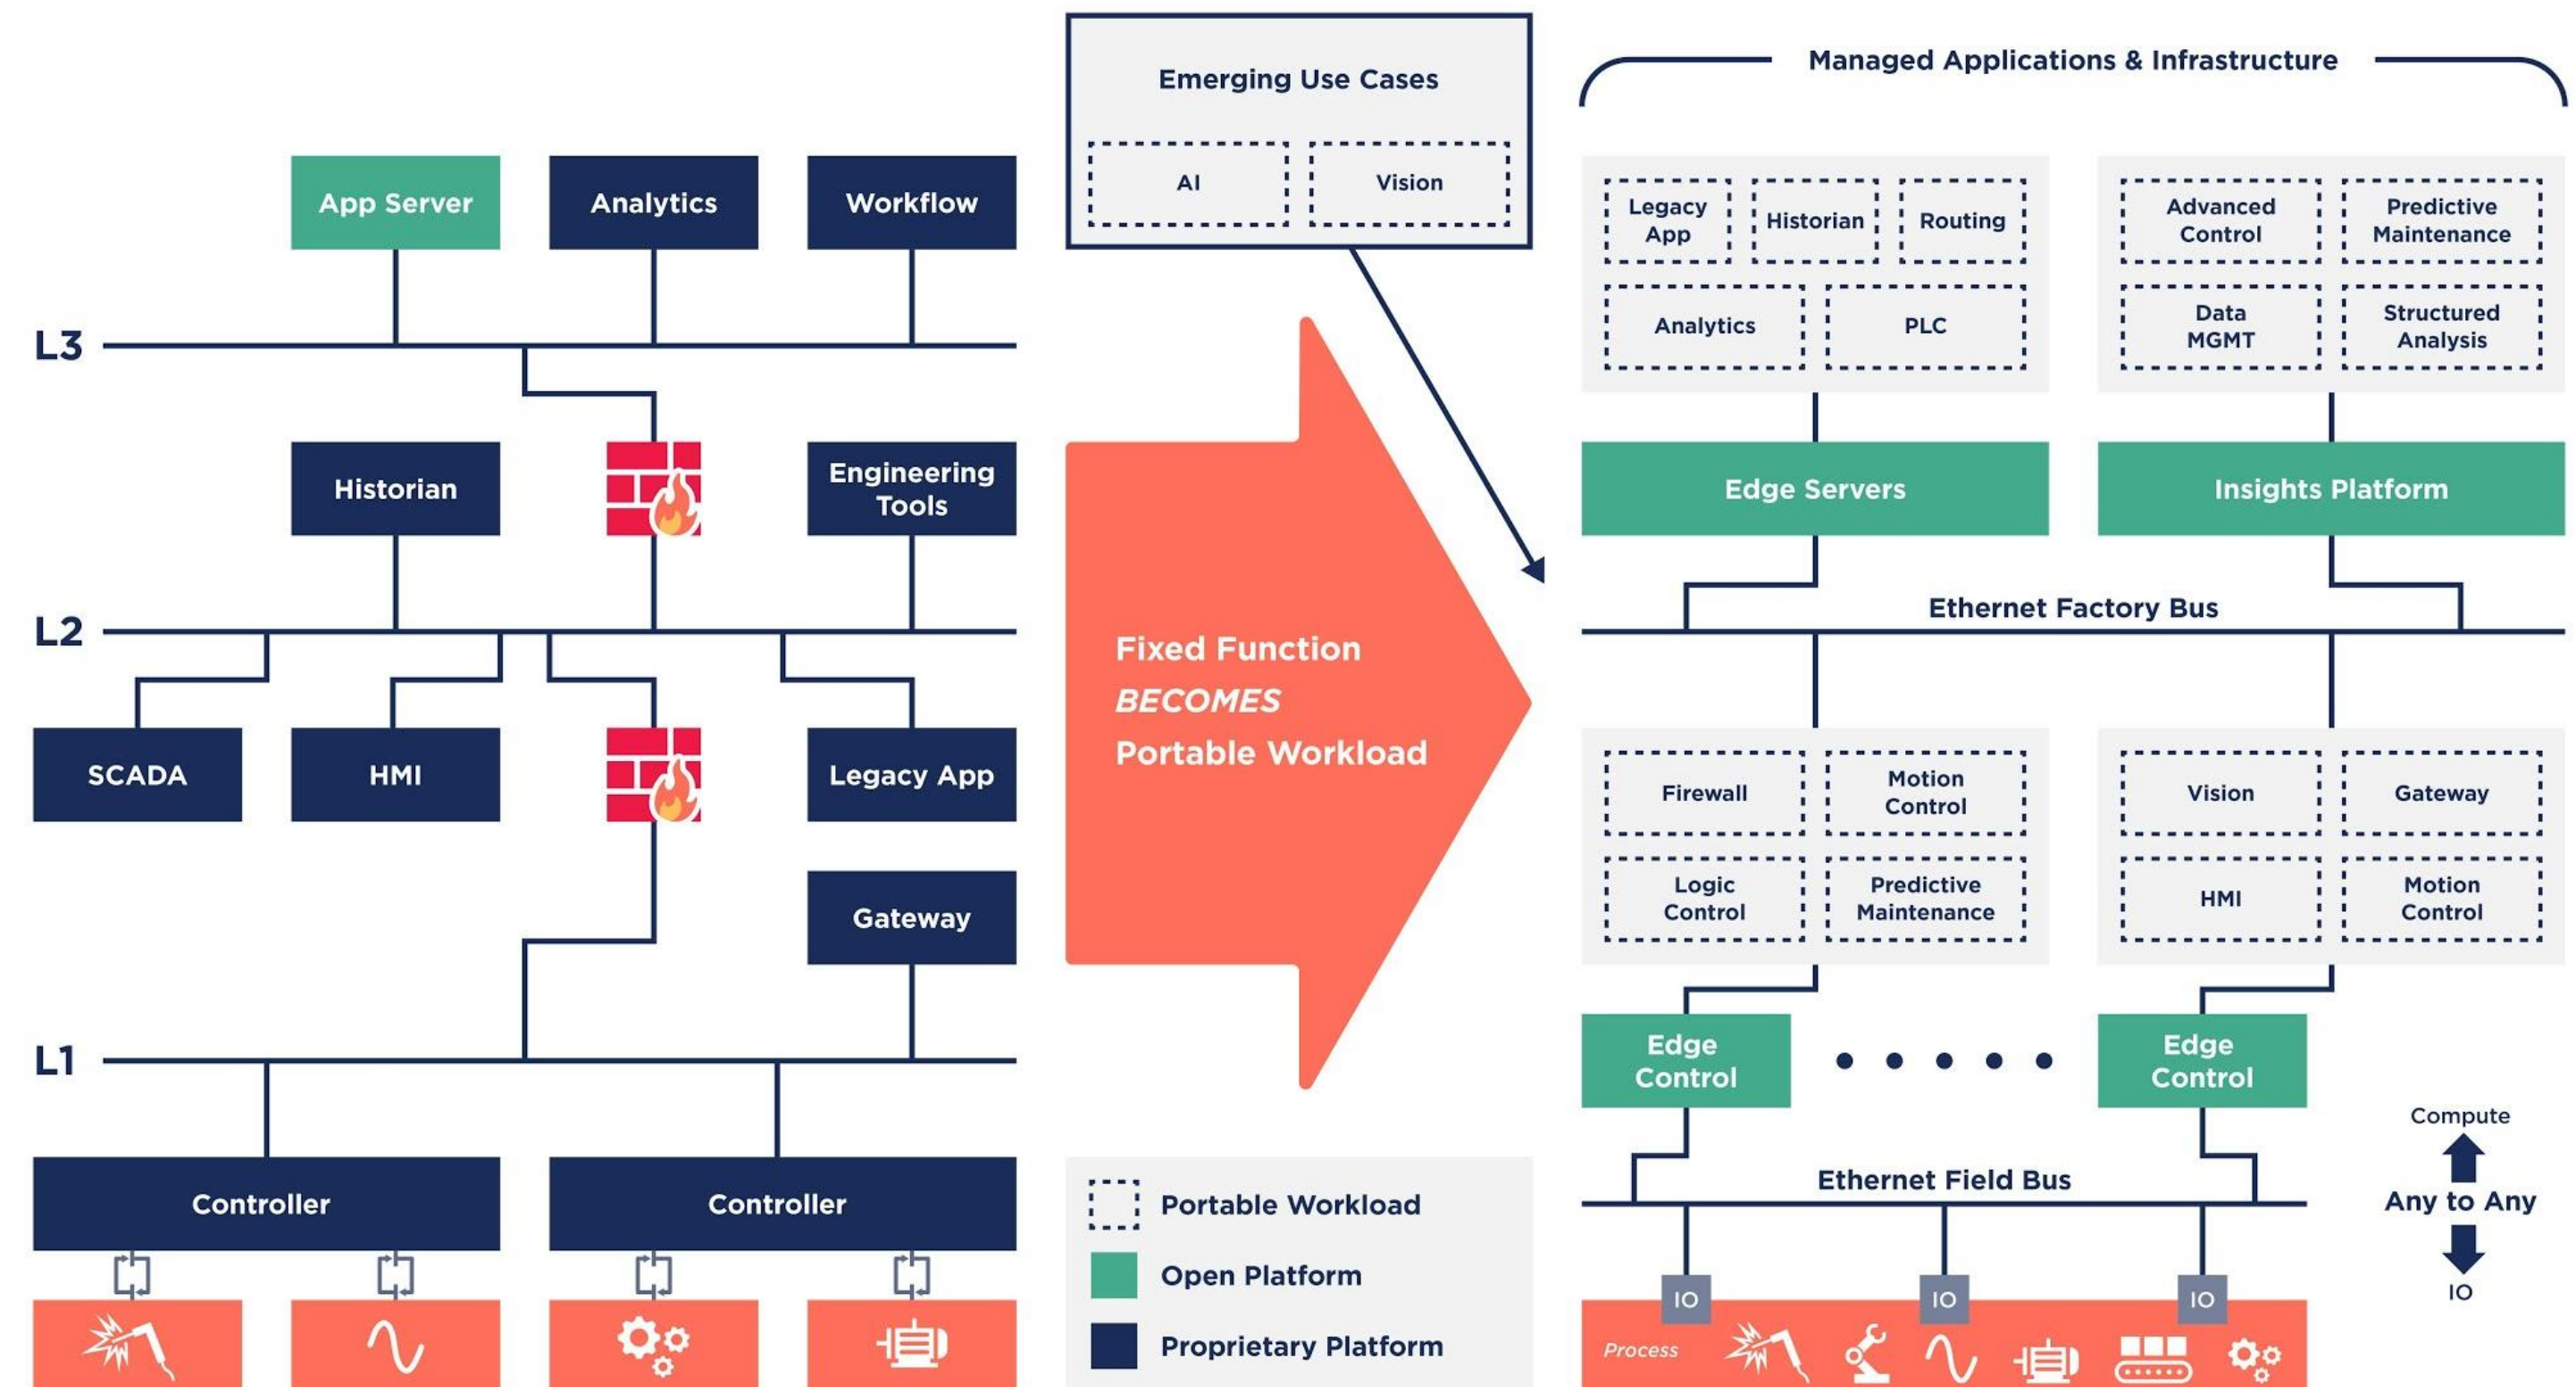 App Server
Analytics
Workflow
L3
Historian
Engineering
Tools
L2
SCADA
HMI
Legacy App
Gateway
L1
Controller
Controller
Emerging Use Cases
AI
Vision
Fixed Function
BECOMES
Portable Workload
Portable Workload
Open Platform
Proprietary Platform
Managed Applications & Infrastructure
Legacy
App
Historian
Routing
Analytics
PLC
Advanced
Control
Predictive
Maintenance
Data
MGMT
Structured
Analysis
Edge Servers
Insights Platform
Ethernet Factory Bus
Firewall
Motion
Control
Logic
Control
Predictive
Maintenance
Vision
Gateway
HMI
Motion
Control
Edge
Control
Edge
Control
Ethernet Field Bus
Compute
Any to Any
IO
IO
IO
IO
Process